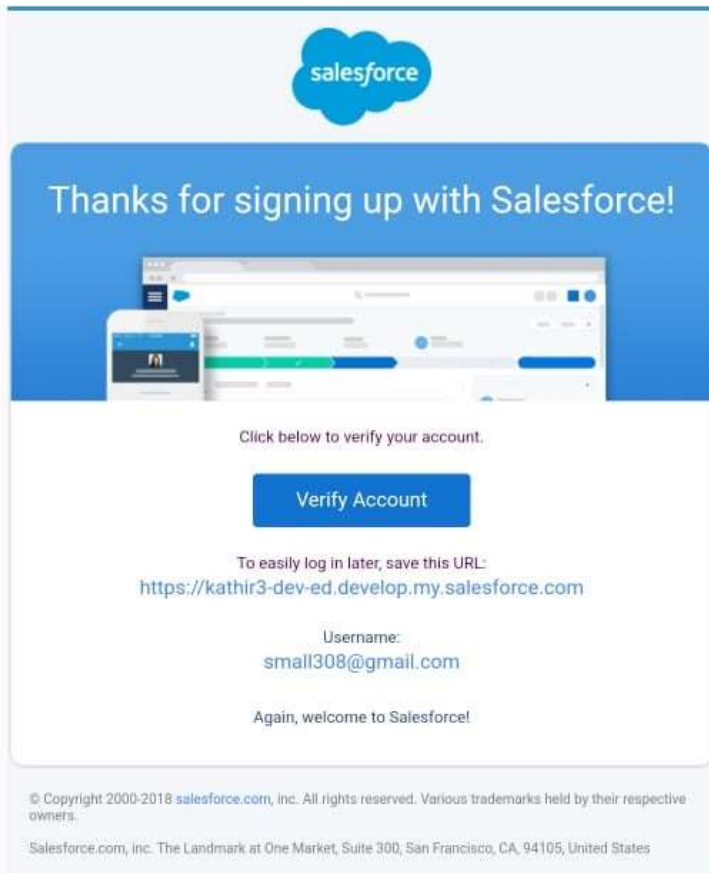 salesforce
Thanks for signing up with Salesforce!
Click below to verify your account.
Verify Account
To easily log in later, save this URL:
https://kathir3-dev-ed.develop.my.salesforce.com
Username:
small308@gmail.com
Again, welcome to Salesforce!
© Copyright 2000-2018 salesforce.com, inc. All rights reserved. Various trademarks held by their respective
owners.
Salesforce.com, inc. The Landmark at One Market, Suite 300, San Francisco, CA, 94105, United States